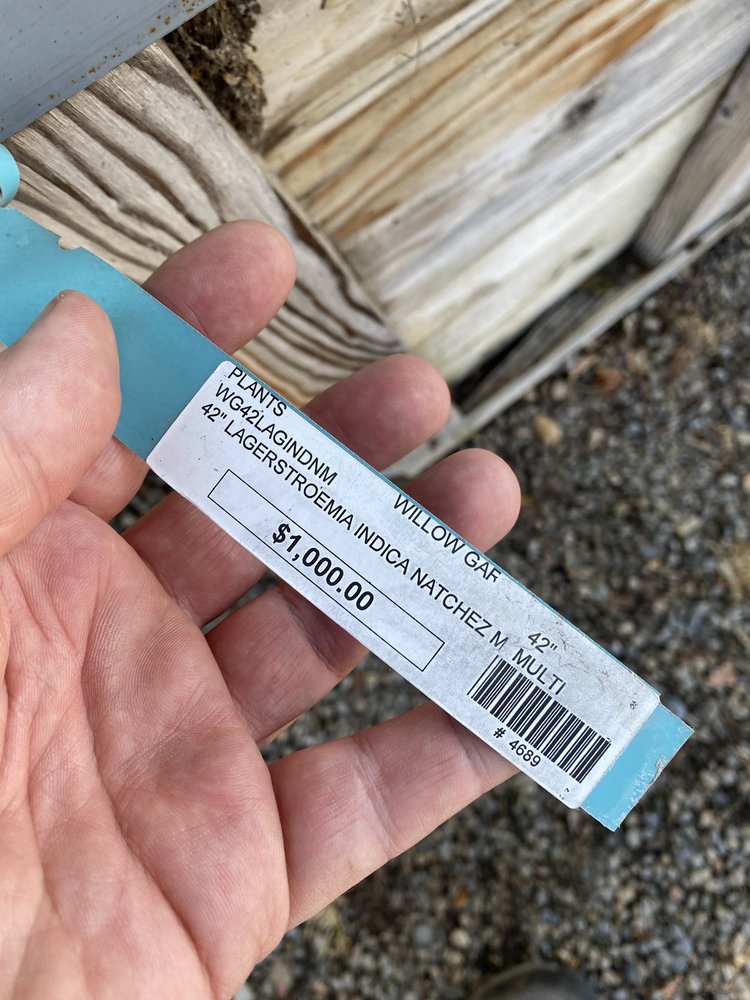 PLANTS
WG42LAGINDNM WILLOW GAR
42" LAGERSTROEMIA INDICA NATCHEZ M 42"
MULTI
$1,000.00
# 4689